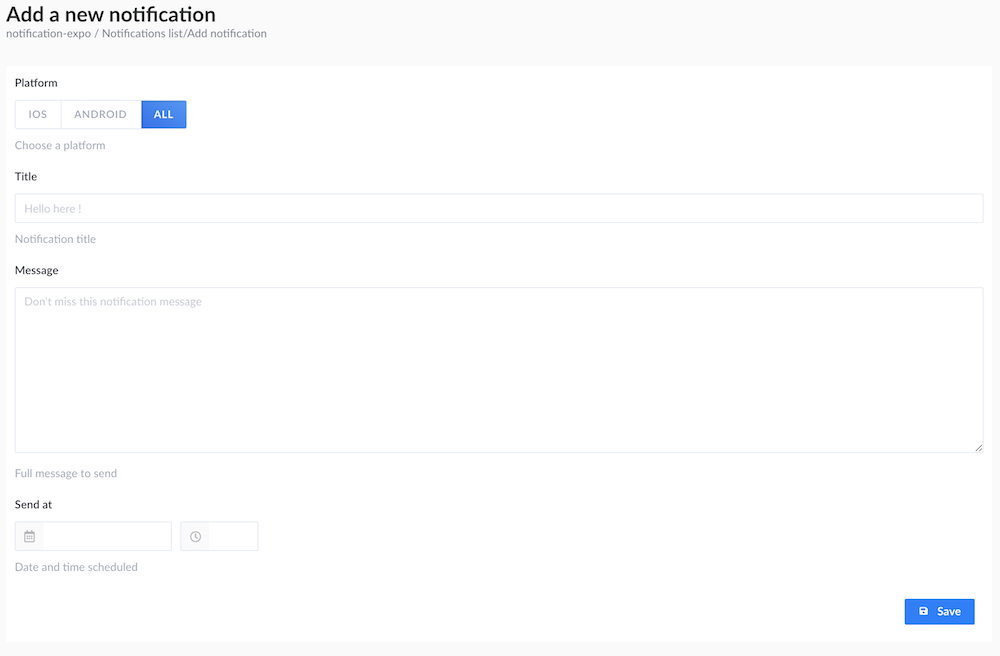 Add a new notification
notification-expo / Notifications list/Add notification
Platform
IOS ANDROID ALL
Choose a platform
Title
Hello here !
Notification title
Message
Don't miss this notification message
Full message to send
Send at
Date and time scheduled
Save